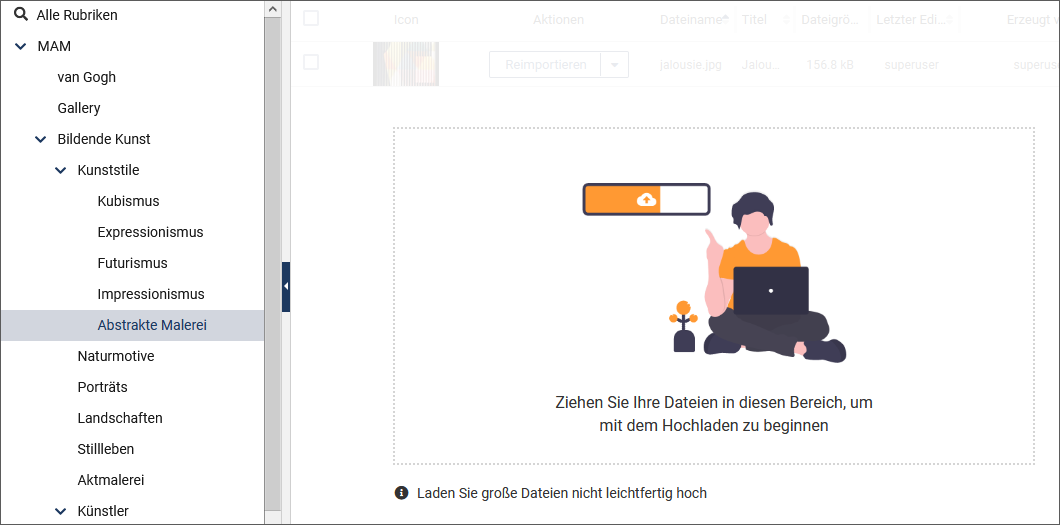 Alle Rubriken
MAM
van Gogh
Gallery
Bildende Kunst
Kunststile
Kubismus
Expressionismus
Futurismus
Impressionismus
Abstrakte Malerei
Naturmotive
Porträts
Landschaften
Stillleben
Aktmalerei
Künstler
Icon Aktionen Dateiname Titel Dateigrö... Letzter Edi... Erzeugt v
Reimportieren jalousie.jpg Jalou... 156.8 kB superuser superuse
Ziehen Sie Ihre Dateien in diesen Bereich, um
mit dem Hochladen zu beginnen
Laden Sie große Dateien nicht leichtfertig hoch